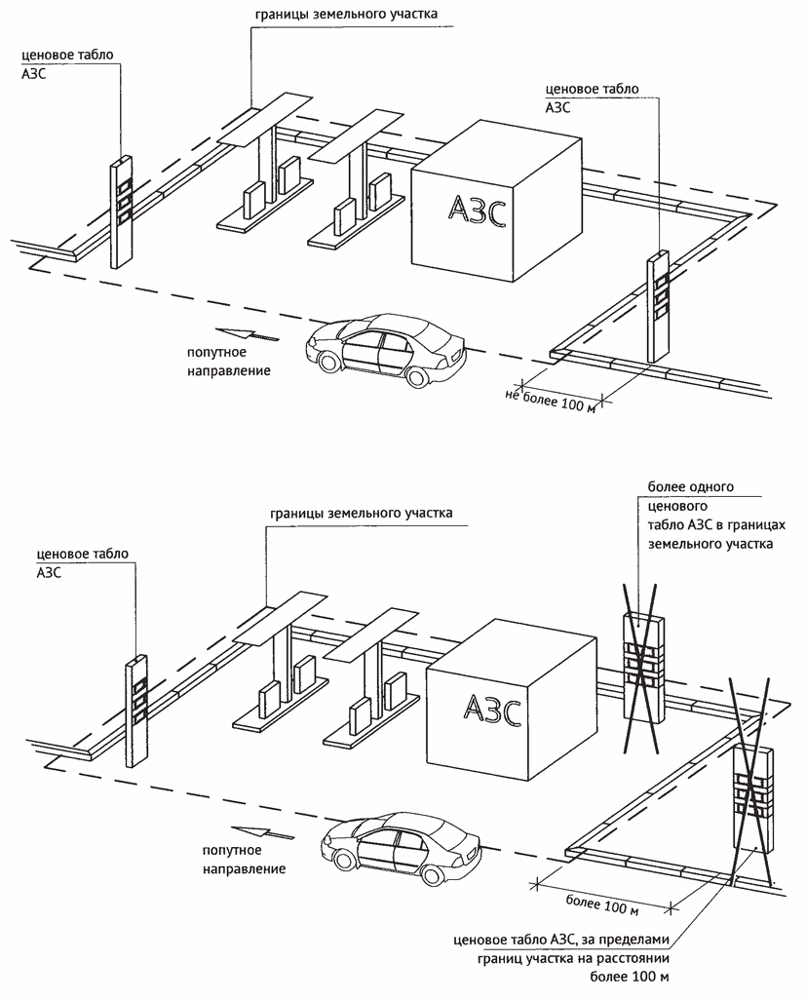 границы земельного участка
ценовое табло
АЗС
ценовое табло
АЗС
АЗС
попутное
направление
не более 100 м
более одного
ценового
табло АЗС в границах
земельного участка
границы земельного участка
ценовое табло
АЗС
АЗС
попутное
направление
более 100 м
ценовое табло АЗС, за пределами
границ участка на расстоянии
более 100 м